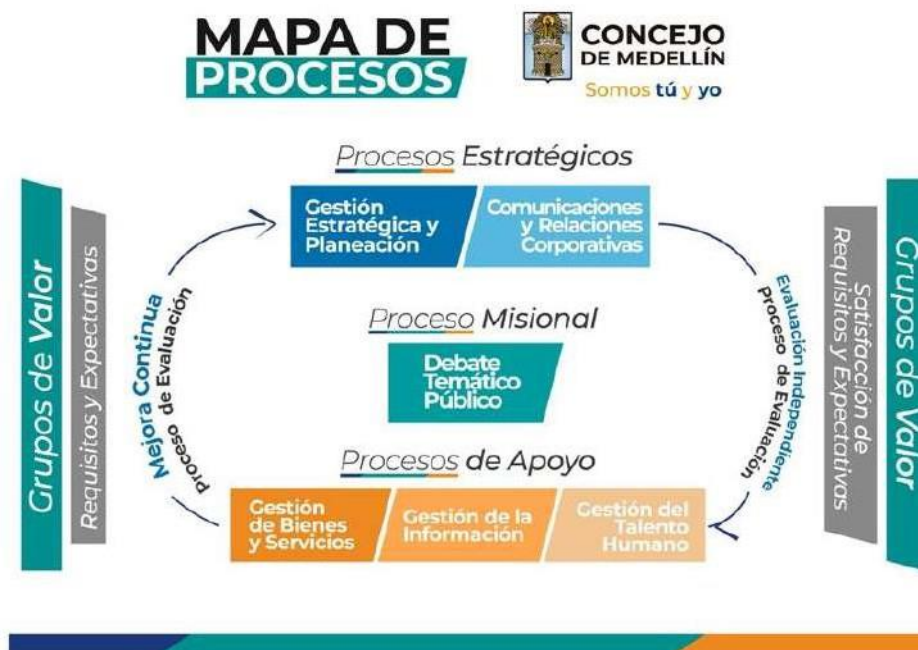 MAPA DE
PROCESOS
CONCEJO
DE MEDELLÍN
Somos tú y yo
Grupos de Valor
Requisitos y Expectativas
Mejora Continua
Proceso de Evaluación
Procesos Estratégicos
Gestión
Estratégica y
Planeación
Comunicaciones
y Relaciones
Corporativas
Proceso Misional
Debate
Temático
Público
Procesos de Apoyo
Gestión
de Bienes
y Servicios
Gestión de la
Información
Gestión del
Talento
Humano
Evaluación Independiente
Proceso de Evaluación
Satisfacción de
Requisitos y Expectativas
Grupos de Valor